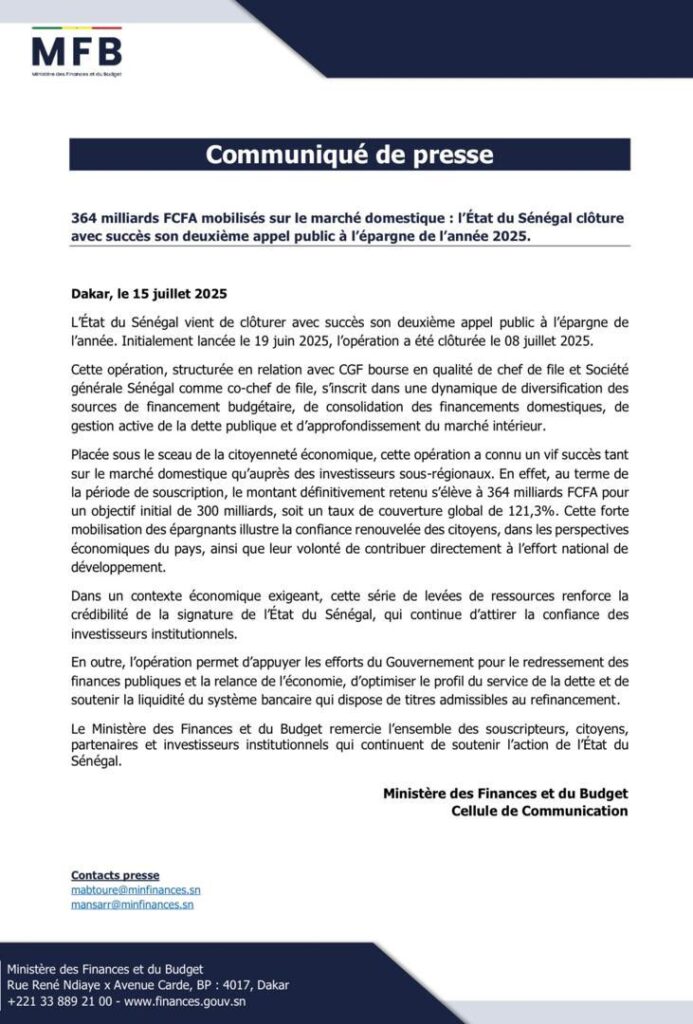 MFB
Ministère des Finances et du Budget
Communiqué de presse
364 milliards FCFA mobilisés sur le marché domestique : l’État du Sénégal clôture
avec succès son deuxième appel public à l’épargne de l’année 2025.
Dakar, le 15 juillet 2025
L’État du Sénégal vient de clôturer avec succès son deuxième appel public à l’épargne de
l’année. Initialement lancée le 19 juin 2025, l’opération a été clôturée le 08 juillet 2025.
Cette opération, structurée en relation avec CGF bourse en qualité de chef de file et Société
générale Sénégal comme co-chef de file, s’inscrit dans une dynamique de diversification des
sources de financement budgétaire, de consolidation des financements domestiques, de
gestion active de la dette publique et d’approfondissement du marché intérieur.
Placée sous le sceau de la citoyenneté économique, cette opération a connu un vif succès tant
sur le marché domestique qu’auprès des investisseurs sous-régionaux. En effet, au terme de
la période de souscription, le montant définitivement retenu s’élève à 364 milliards FCFA pour
un objectif initial de 300 milliards, soit un taux de couverture global de 121,3%. Cette forte
mobilisation des épargnants illustre la confiance renouvelée des citoyens, dans les perspectives
économiques du pays, ainsi que leur volonté de contribuer directement à l’effort national de
développement.
Dans un contexte économique exigeant, cette série de levées de ressources renforce la
crédibilité de la signature de l’État du Sénégal, qui continue d’attirer la confiance des
investisseurs institutionnels.
En outre, l’opération permet d’appuyer les efforts du Gouvernement pour le redressement des
finances publiques et la relance de l’économie, d’optimiser le profil du service de la dette et de
soutenir la liquidité du système bancaire qui dispose de titres admissibles au refinancement.
Le Ministère des Finances et du Budget remercie l’ensemble des souscripteurs, citoyens,
partenaires et investisseurs institutionnels qui continuent de soutenir l’action de l’État du
Sénégal.
Ministère des Finances et du Budget
Cellule de Communication
Contacts presse
mabtoure@minfinances.sn
mansarr@minfinances.sn
Ministère des Finances et du Budget
Rue René Ndiaye x Avenue Carde, BP : 4017, Dakar
+221 33 889 21 00 - www.finances.gouv.sn